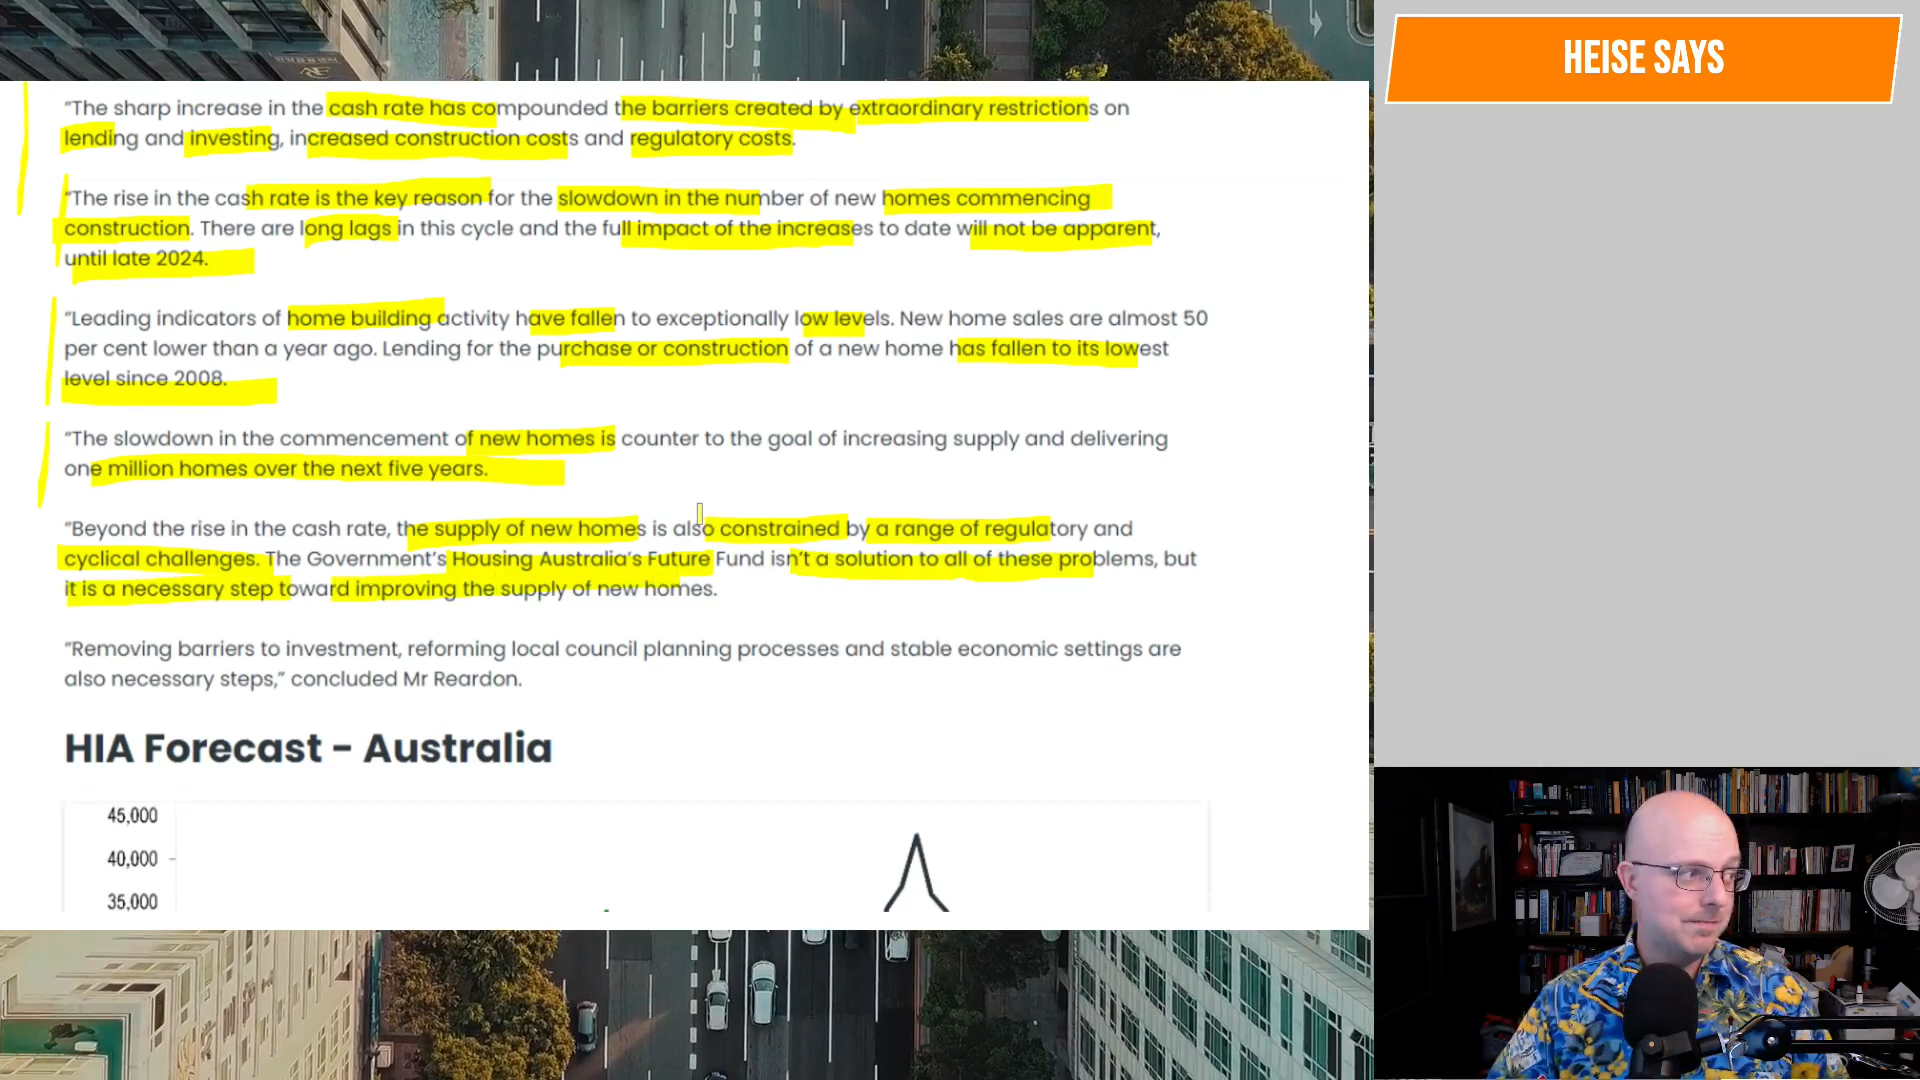 “The sharp increase in the cash rate has compounded the barriers created by extraordinary restrictions on
lending and investing, increased construction costs and regulatory costs.
“The rise in the cash rate is the key reason for the slowdown in the number of new homes commencing
construction. There are long lags in this cycle and the full impact of the increases to date will not be apparent,
until late 2024.
“Leading indicators of home building activity have fallen to exceptionally low levels. New home sales are almost 50
per cent lower than a year ago. Lending for the purchase or construction of a new home has fallen to its lowest
level since 2008.
“The slowdown in the commencement of new homes is counter to the goal of increasing supply and delivering
one million homes over the next five years.
“Beyond the rise in the cash rate, the supply of new homes is also constrained by a range of regulatory and
cyclical challenges. The Government’s Housing Australia’s Future Fund isn’t a solution to all of these problems, but
it is a necessary step toward improving the supply of new homes.
“Removing barriers to investment, reforming local council planning processes and stable economic settings are
also necessary steps,” concluded Mr Reardon.
HIA Forecast - Australia
45,000
40,000
35,000
HEISE SAYS